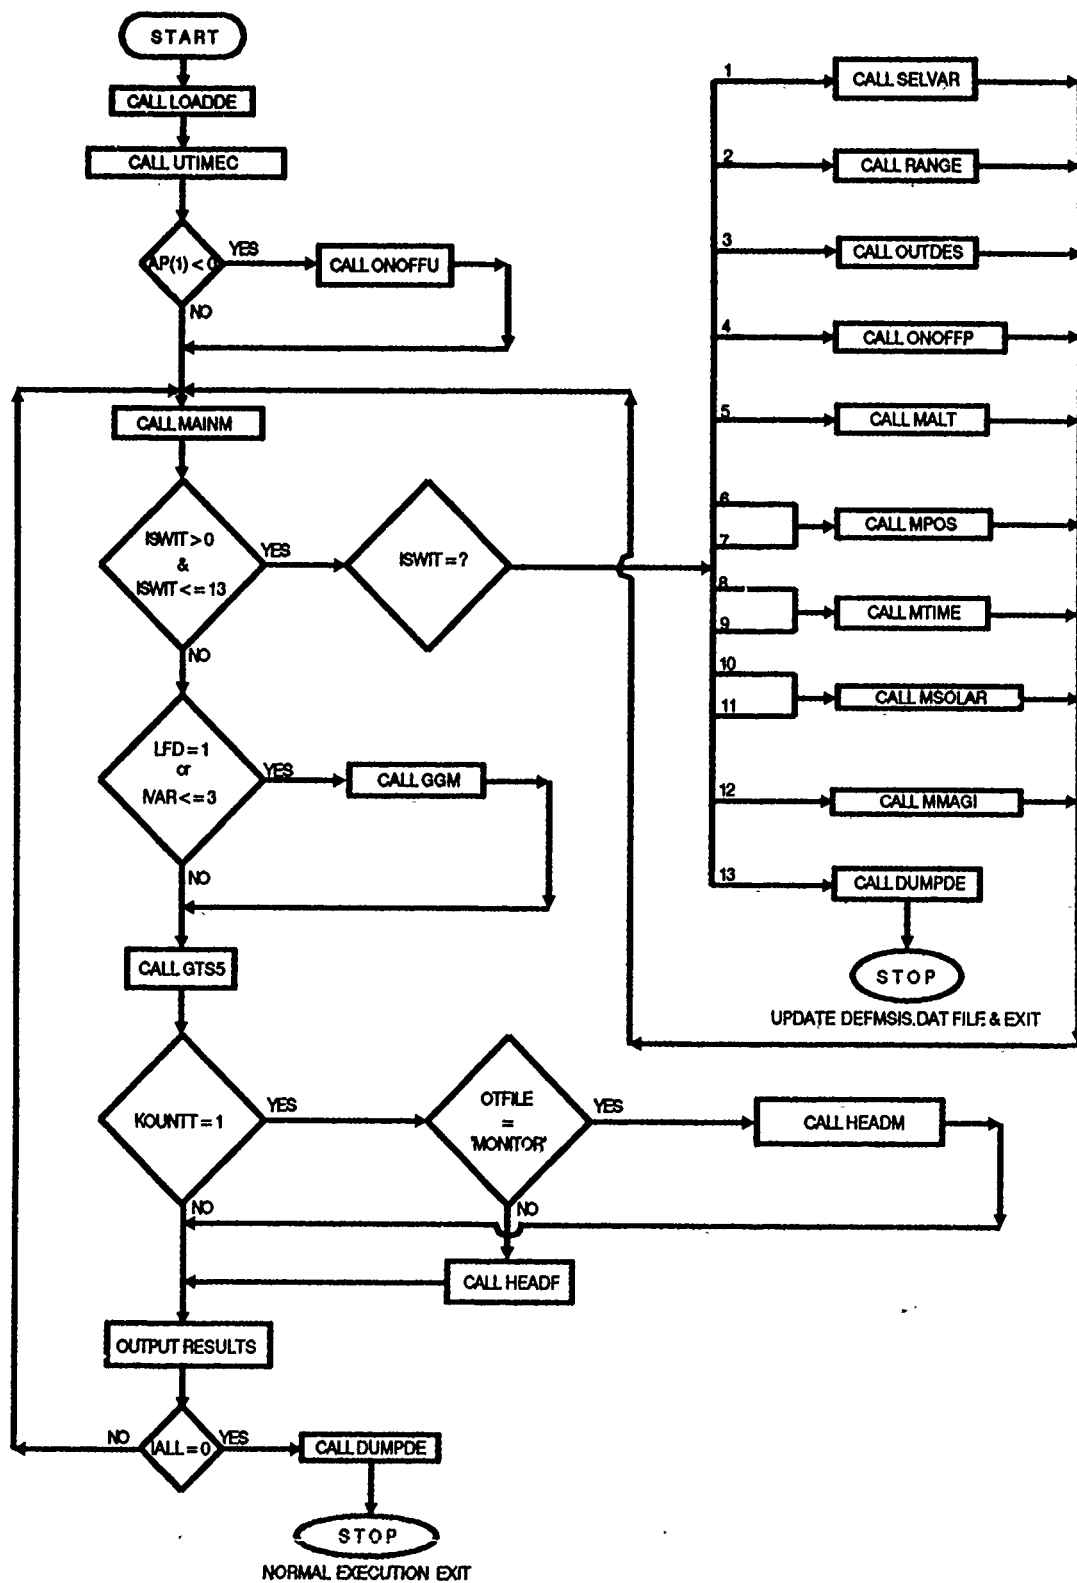 START
CALL LOADDE
CALL UTIMEC
AP(1) < 0
YES
CALL ONOFFU
NO
CALL MAINM
ISWIT > 0
&
ISWIT <= 13
YES
ISWIT = ?
NO
1
CALL SELVAR
2
CALL RANGE
3
CALL OUTDES
4
CALL ONOFFP
5
CALL MALT
6
7
CALL MPOS
8
9
CALL MTIME
10
11
CALL MSOLAR
12
CALL MMAGI
13
CALL DUMPDE
STOP
UPDATE DEFMSIS.DAT FILE & EXIT
LFD = 1
or
IVAR <= 3
YES
CALL GGM
NO
CALL GTS5
KOUNTT = 1
YES
OTFILE
=
'MONITOR'
YES
CALL HEADM
NO
NO
CALL HEADF
OUTPUT RESULTS
NO
IALL = 0
YES
CALL DUMPDE
STOP
NORMAL EXECUTION EXIT